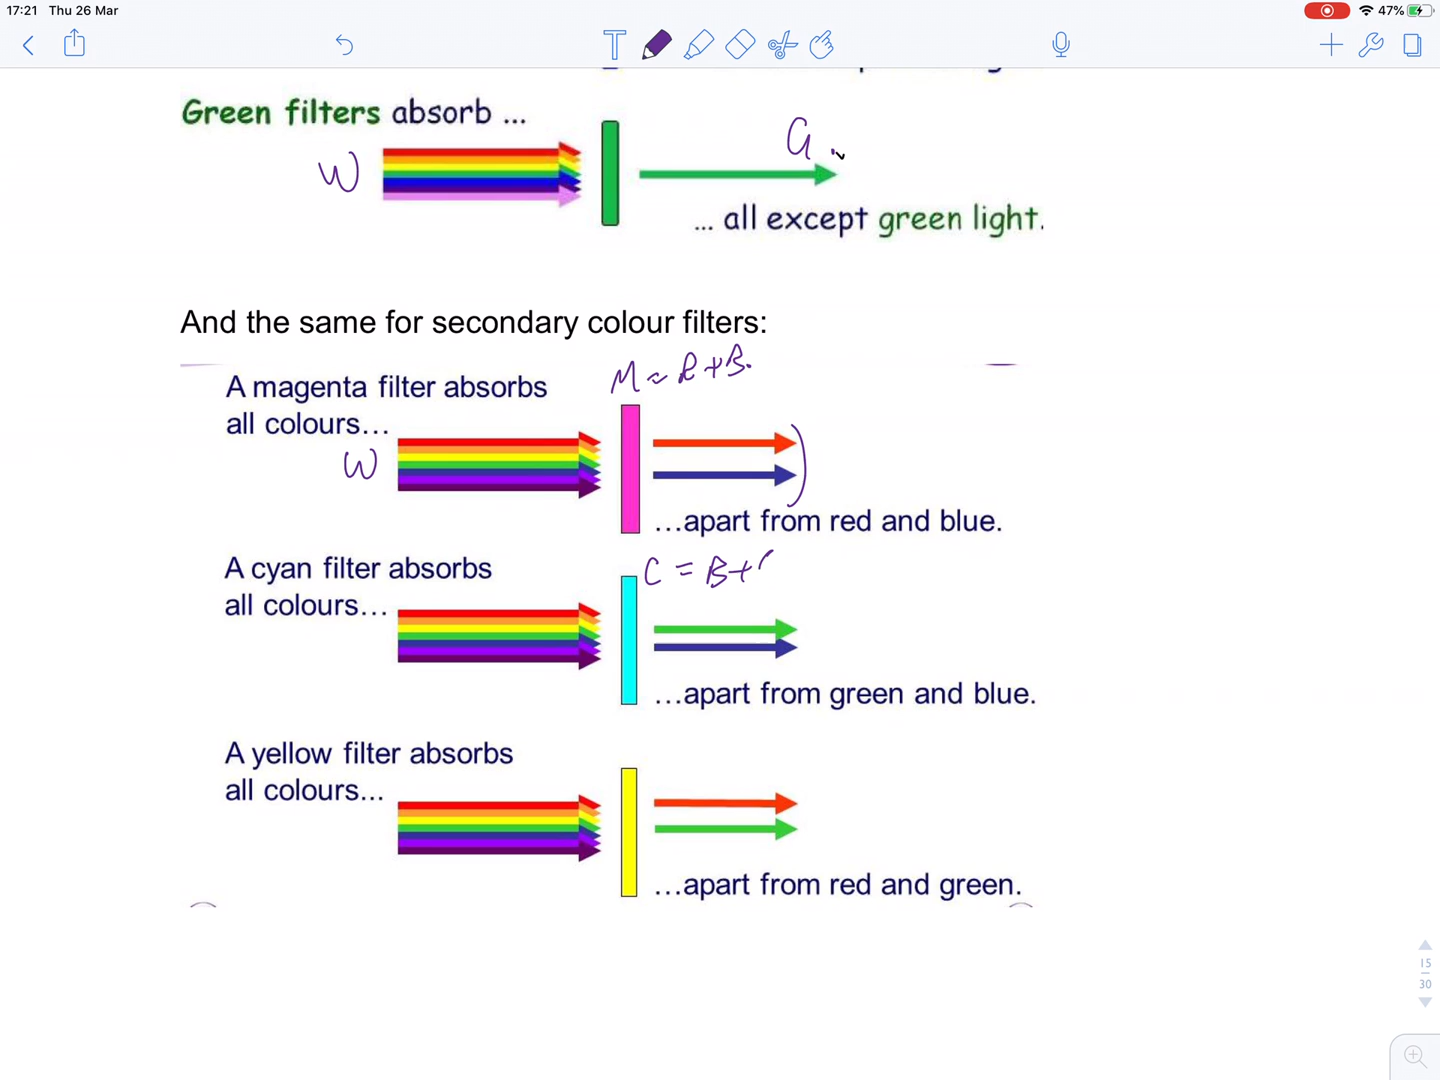 17:21 Thu 26 Mar
47%
T
Green filters absorb ...
W
G
... all except green light.
And the same for secondary colour filters:
M = R + B.
A magenta filter absorbs
all colours...
W
...apart from red and blue.
C = B +
A cyan filter absorbs
all colours...
...apart from green and blue.
A yellow filter absorbs
all colours...
...apart from red and green.
15
30